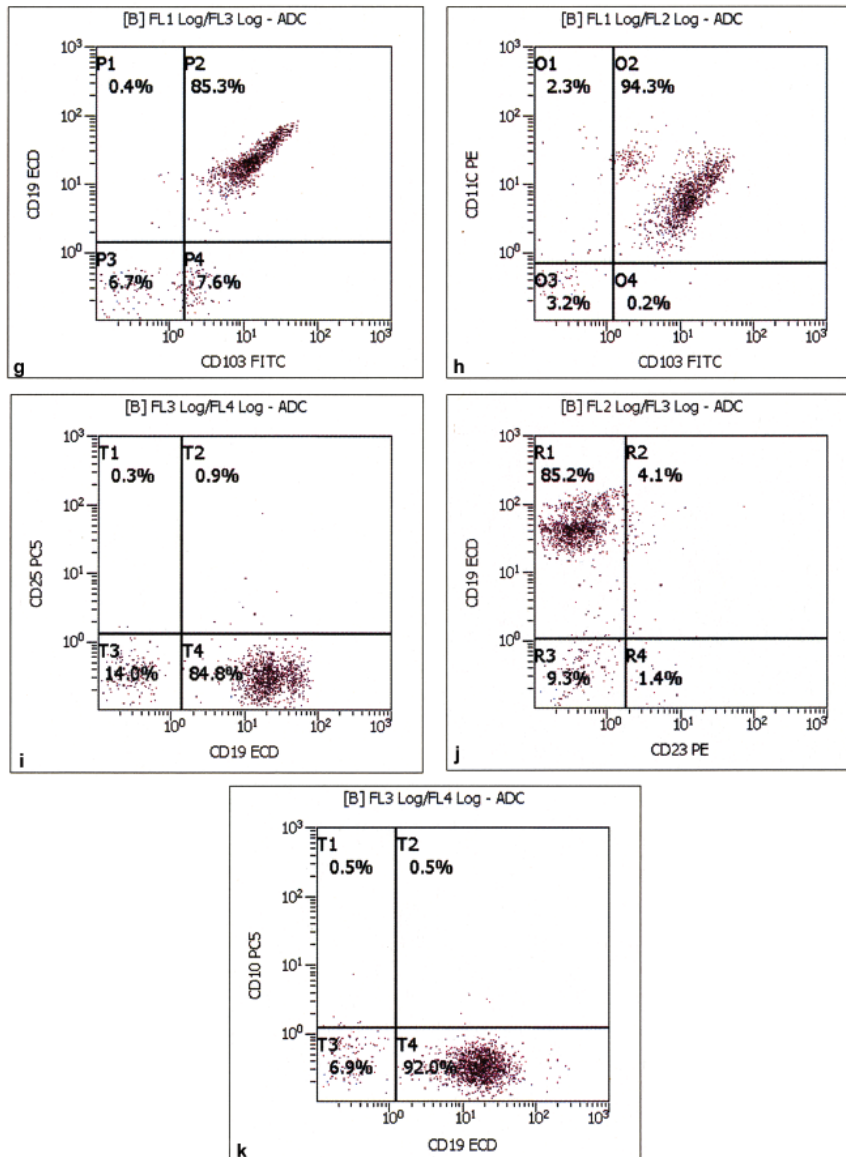 [B] FL1 Log/FL3 Log - ADC
10³
P1 P2
0.4% 85.3%
10²
CD19 ECD
10¹
10⁰
P3 P4
6.7% 7.6%
10⁰ 10¹ 10² 10³
CD103 FITC
g
[B] FL1 Log/FL2 Log - ADC
10³
O1 O2
2.3% 94.3%
10²
CD11C PE
10¹
10⁰
O3 O4
3.2% 0.2%
10⁰ 10¹ 10² 10³
CD103 FITC
h
[B] FL3 Log/FL4 Log - ADC
10³
T1 T2
0.3% 0.9%
10²
CD25 PC5
10¹
10⁰
T3 T4
14.0% 84.8%
10⁰ 10¹ 10² 10³
CD19 ECD
i
[B] FL2 Log/FL3 Log - ADC
10³
R1 R2
85.2% 4.1%
10²
CD19 ECD
10¹
10⁰
R3 R4
9.3% 1.4%
10⁰ 10¹ 10² 10³
CD23 PE
j
[B] FL3 Log/FL4 Log - ADC
10³
T1 T2
0.5% 0.5%
10²
CD10 PC5
10¹
10⁰
T3 T4
6.9% 92.0%
10⁰ 10¹ 10² 10³
CD19 ECD
k